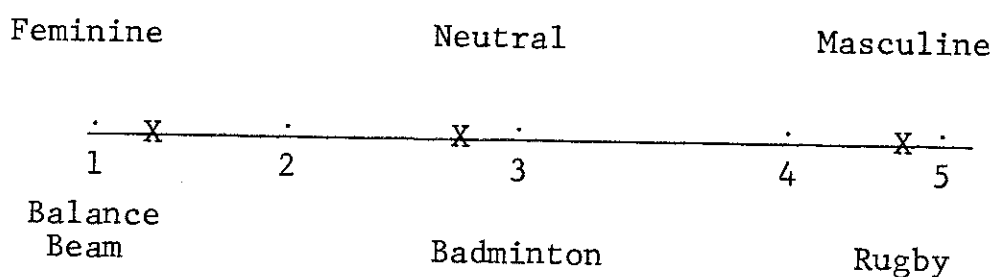 Feminine Neutral Masculine
X X X
1 2 3 4 5
Balance
Beam Badminton Rugby